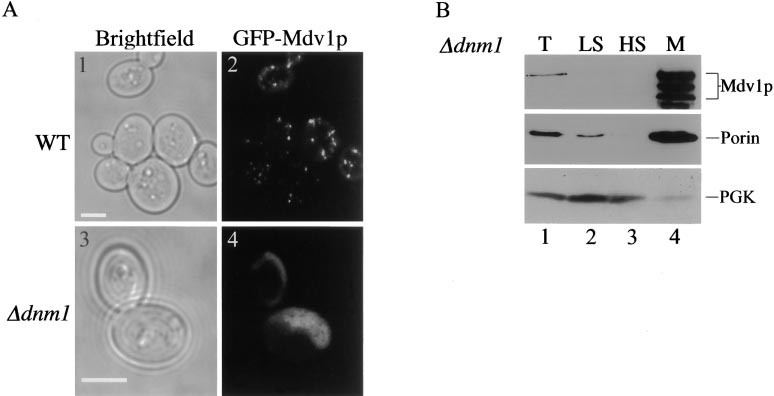 A
Brightfield GFP-Mdv1p
1 2
WT
3 4
Δdnm1
B
Δdnm1 T LS HS M
Mdv1p
Porin
PGK
1 2 3 4